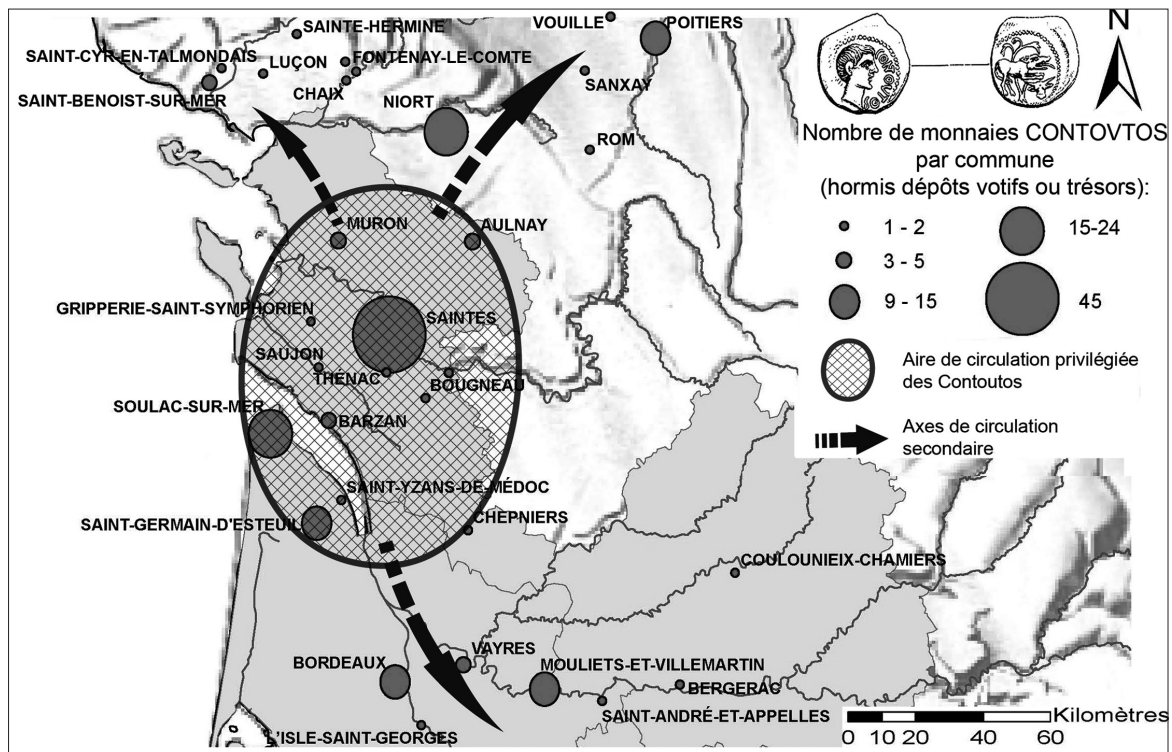 SAINTE-HERMINE
VOUILLE
POITIERS
N
SAINT-CYR-EN-TALMONDAIS
LUÇON
FONTENAY-LE-COMTE
SANXAY
CHAIX
SAINT-BENOIST-SUR-MER
NIORT
ROM
Nombre de monnaies CONTOVTOS
par commune
(hormis dépôts votifs ou trésors):
1 - 2
15-24
3 - 5
9 - 15
45
Aire de circulation privilégiée
des Contoutos
Axes de circulation
secondaire
MURON
AULNAY
GRIPPERIE-SAINT-SYMPHORIEN
SAINTES
SAUJON
THÉNAC
BOUGNEAU
SOULAC-SUR-MER
BARZAN
SAINT-YZANS-DE-MÉDOC
SAINT-GERMAIN-D'ESTEUIL
CHEPNIERS
COULOUNIEIX-CHAMIERS
VAYRES
BORDEAUX
MOULIETS-ET-VILLEMARTIN
BERGERAC
SAINT-ANDRÉ-ET-APPELLES
L'ISLE-SAINT-GEORGES
Kilomètres
0 10 20 40 60